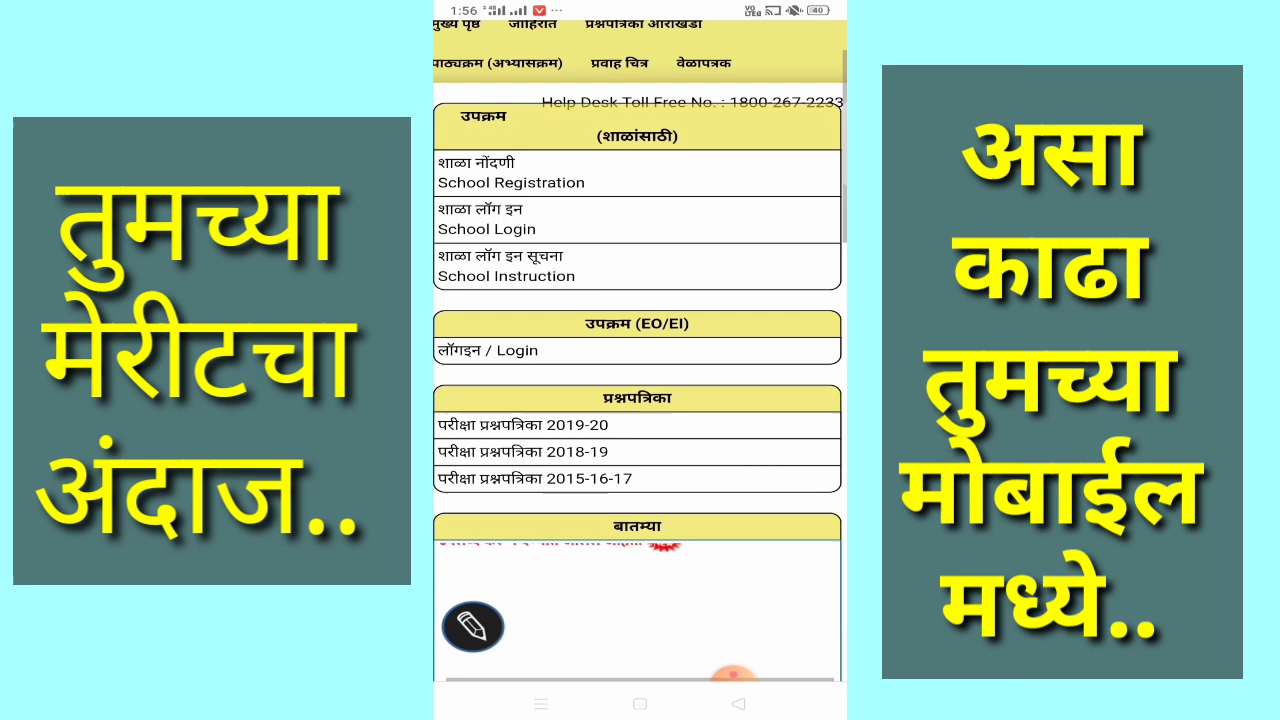 तुमच्या
मेरीटचा
अंदाज..
1:56
40
मुख्य पृष्ठ जाहिरात प्रश्नपत्रिका आराखडा
पाठ्यक्रम (अभ्यासक्रम) प्रवाह चित्र वेळापत्रक
Help Desk Toll Free No. : 1800-267-2233
उपक्रम
(शाळांसाठी)
शाळा नोंदणी
School Registration
शाळा लॉग इन
School Login
शाळा लॉग इन सूचना
School Instruction
उपक्रम (EO/EI)
लॉगइन / Login
प्रश्नपत्रिका
परीक्षा प्रश्नपत्रिका 2019-20
परीक्षा प्रश्नपत्रिका 2018-19
परीक्षा प्रश्नपत्रिका 2015-16-17
बातम्या
असा
काढा
तुमच्या
मोबाईल
मध्ये..